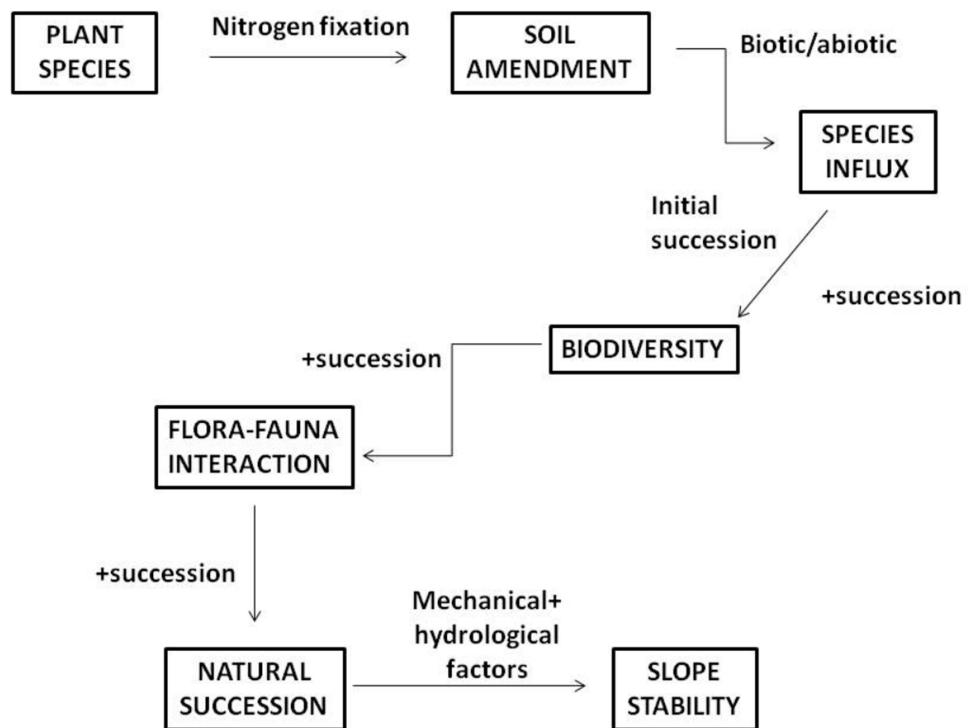 PLANT
SPECIES
Nitrogen fixation
SOIL
AMENDMENT
Biotic/abiotic
SPECIES
INFLUX
Initial
succession
+succession
BIODIVERSITY
+succession
FLORA-FAUNA
INTERACTION
+succession
NATURAL
SUCCESSION
Mechanical+
hydrological
factors
SLOPE
STABILITY